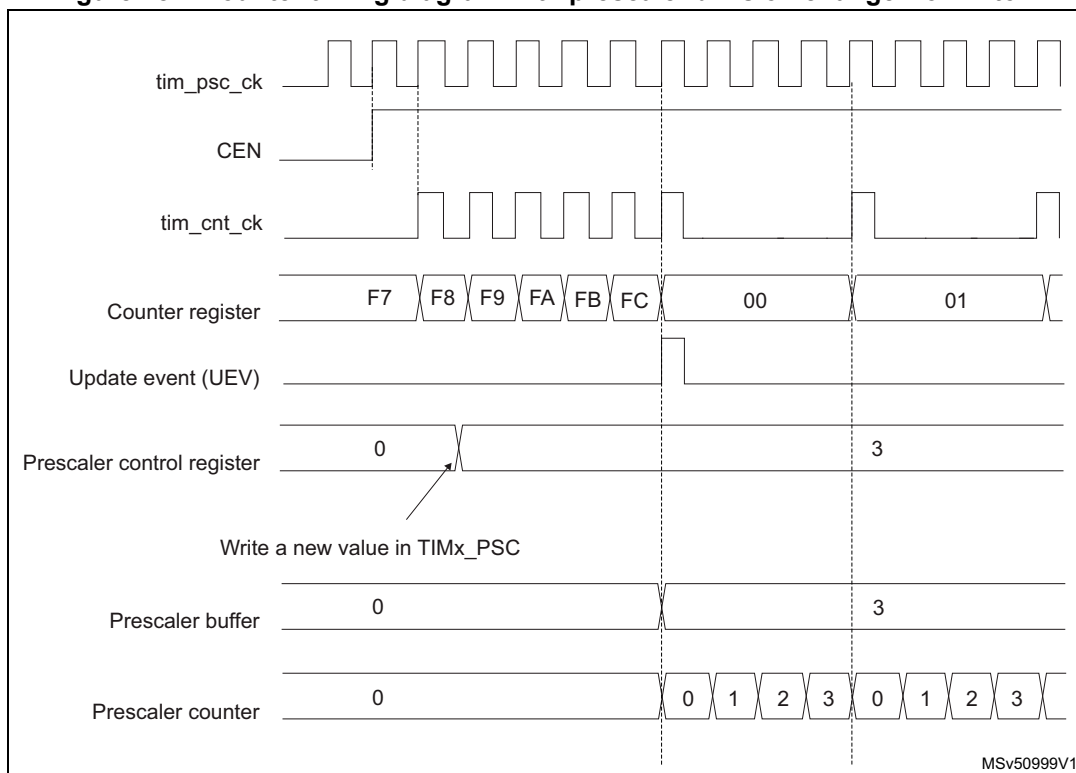 tim_psc_ck
CEN
tim_cnt_ck
Counter register F7 F8 F9 FA FB FC 00 01
Update event (UEV)
Prescaler control register 0 3
Write a new value in TIMx_PSC
Prescaler buffer 0 3
Prescaler counter 0 0 1 2 3 0 1 2 3
MSv50999V1